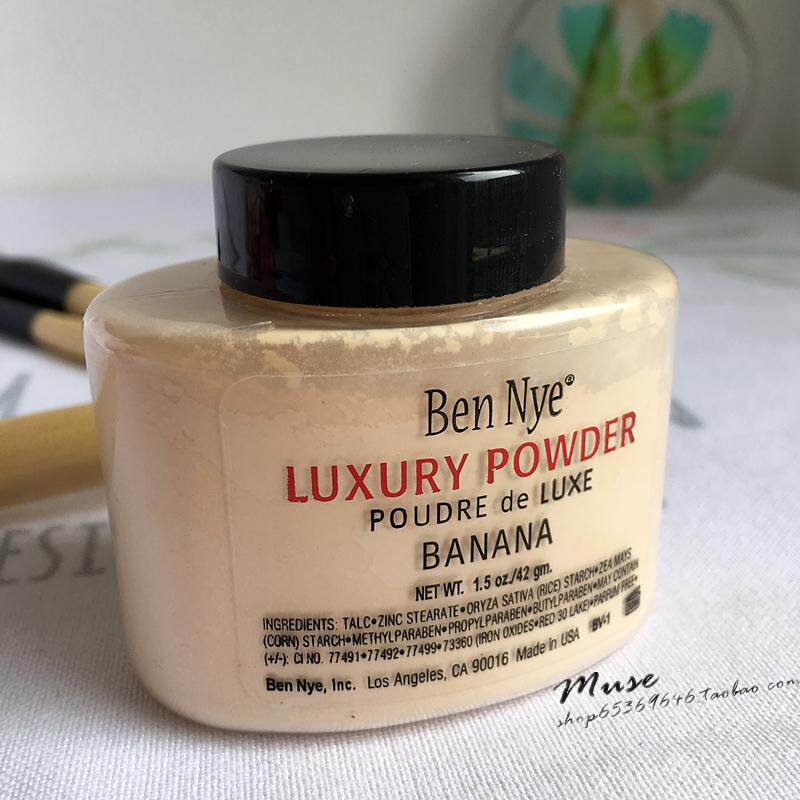 Ben Nye®
LUXURY POWDER
POUDRE de LUXE
BANANA
NET WT. 1.5 oz./42 gm.
INGREDIENTS: TALC•ZINC STEARATE•ORYZA SATIVA (RICE) STARCH•ZEA MAYS
(CORN) STARCH•METHYLPARABEN•PROPYLPARABEN•BUTYLPARABEN•MAY CONTAIN
(+/-): CI NO. 77491•77492•77499•73360 (IRON OXIDES•RED 30 LAKE)•PARFUM FREE•
Ben Nye, Inc. Los Angeles, CA 90016 Made in USA BV-1
Muse
shop65369646.taobao.com
ESI